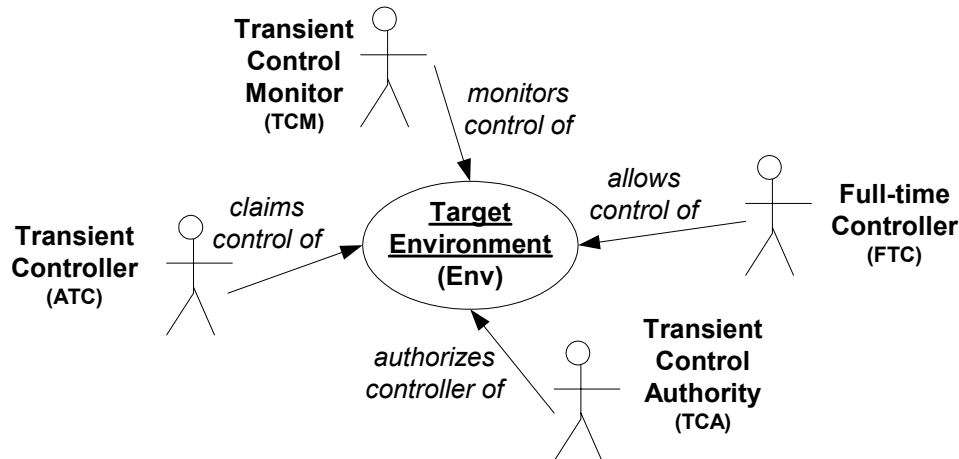 Transient
Control
Monitor
(TCM)
monitors
control of
allows
control of
Full-time
Controller
(FTC)
claims
control of
Transient
Controller
(ATC)
Target
Environment
(Env)
authorizes
controller of
Transient
Control
Authority
(TCA)